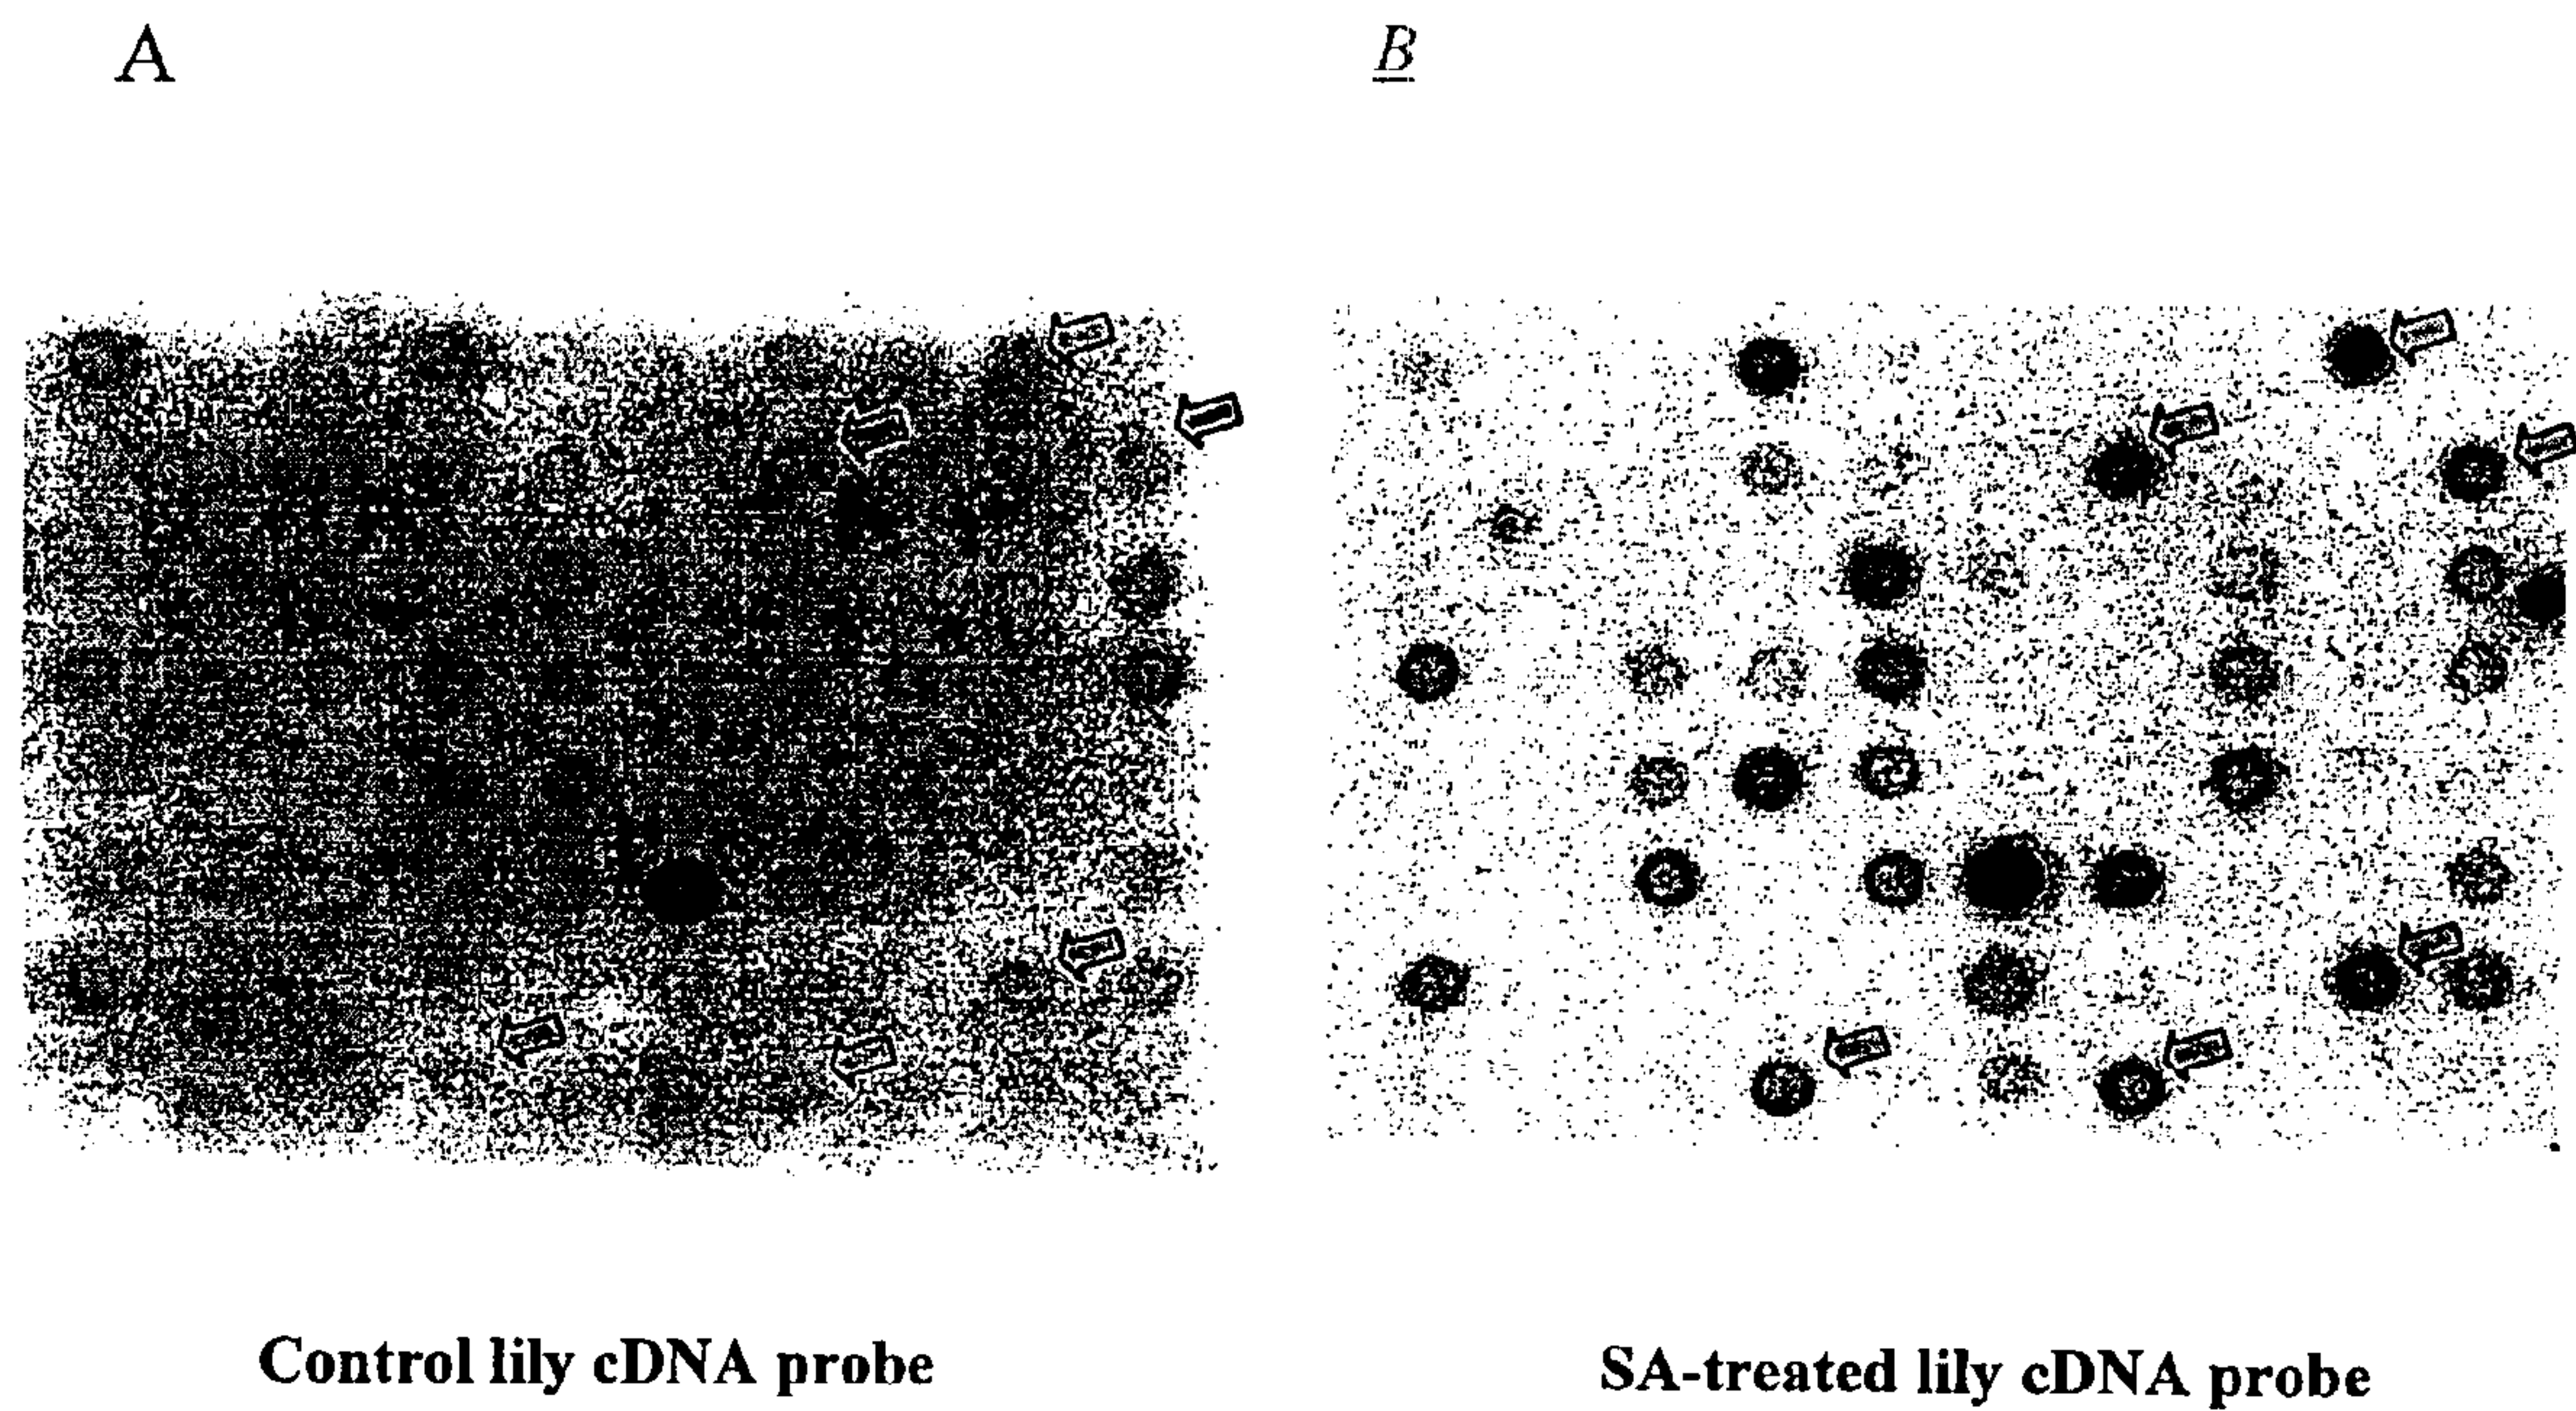 A
B
Control lily cDNA probe
SA-treated lily cDNA probe